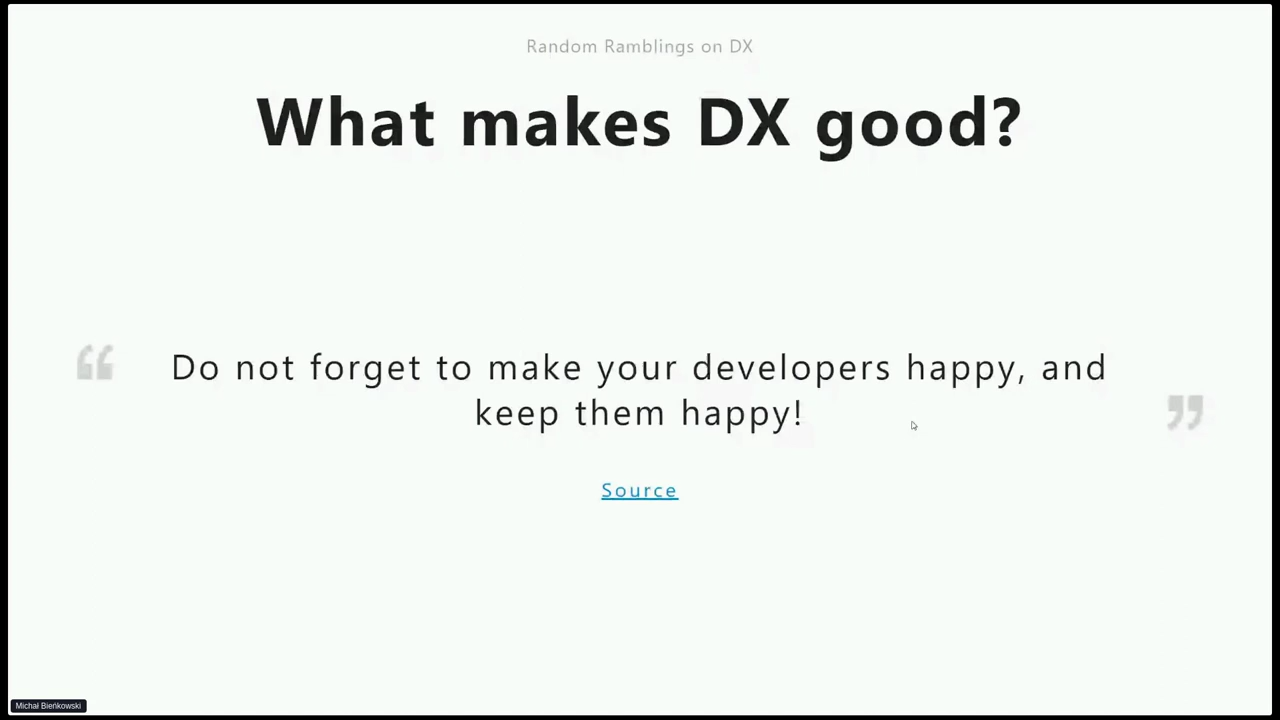 Random Ramblings on DX
What makes DX good?
“ Do not forget to make your developers happy, and
keep them happy! ”
Source
Michał Bieńkowski